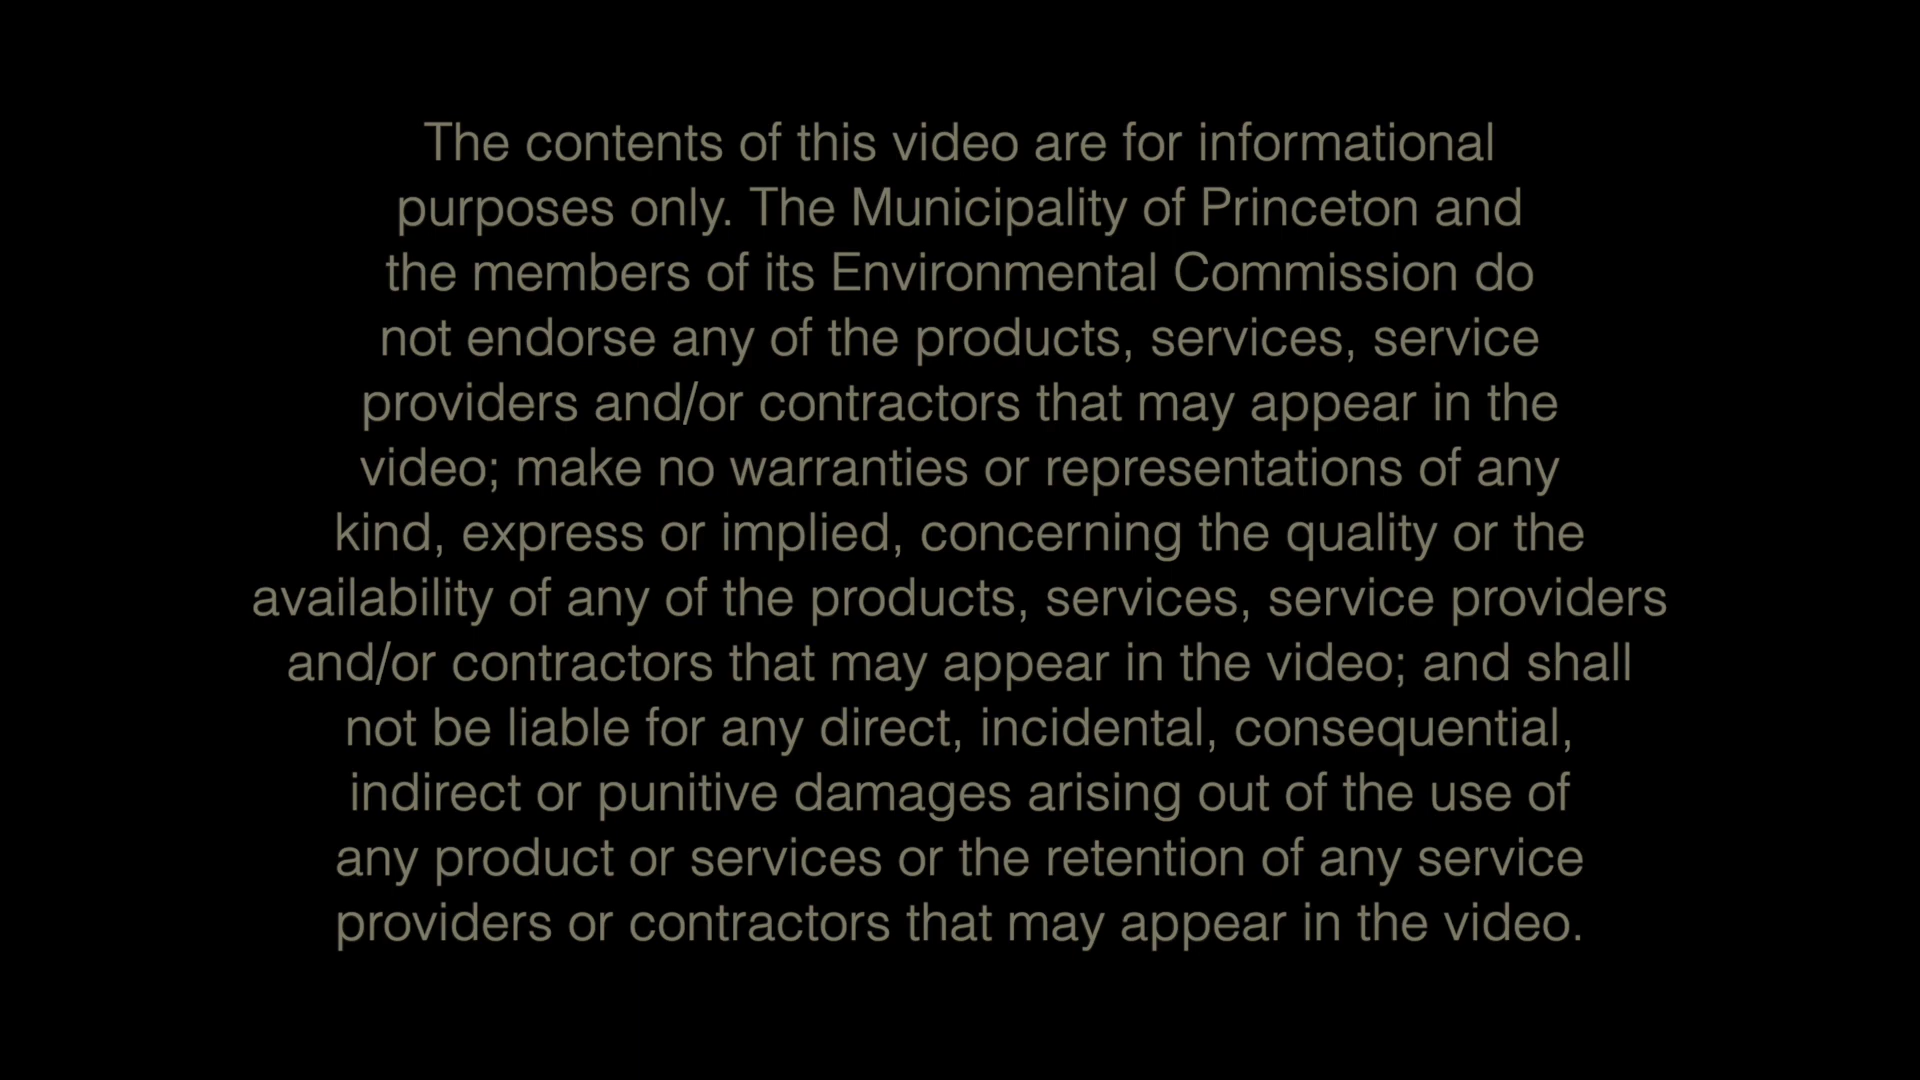 The contents of this video are for informational
purposes only. The Municipality of Princeton and
the members of its Environmental Commission do
not endorse any of the products, services, service
providers and/or contractors that may appear in the
video; make no warranties or representations of any
kind, express or implied, concerning the quality or the
availability of any of the products, services, service providers
and/or contractors that may appear in the video; and shall
not be liable for any direct, incidental, consequential,
indirect or punitive damages arising out of the use of
any product or services or the retention of any service
providers or contractors that may appear in the video.